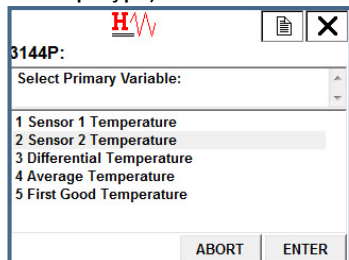 H
3144P:
Select Primary Variable:
1 Sensor 1 Temperature
2 Sensor 2 Temperature
3 Differential Temperature
4 Average Temperature
5 First Good Temperature
ABORT ENTER